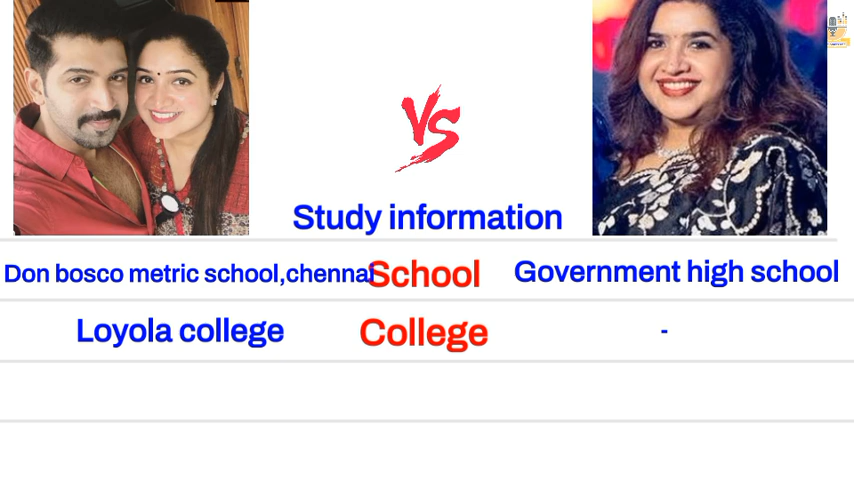 VS
Study information
Don bosco metric school,chennai School Government high school
Loyola college College -